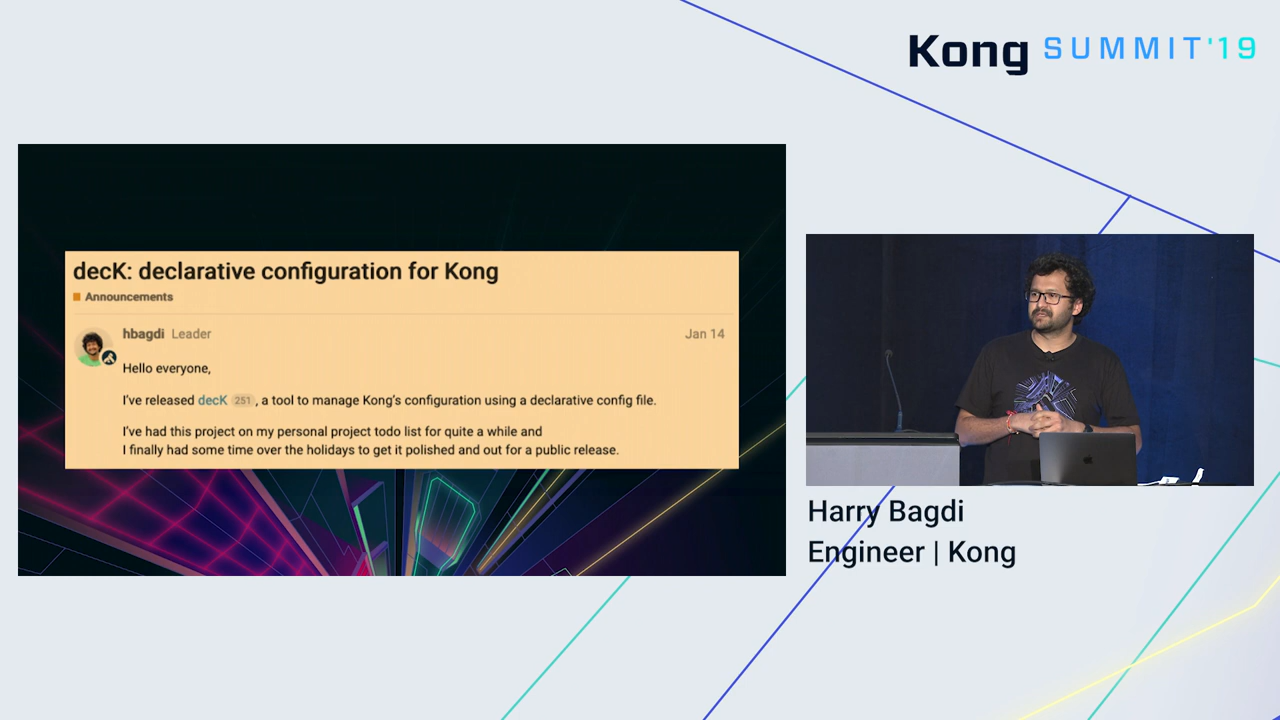 Kong SUMMIT'19
decK: declarative configuration for Kong
Announcements
hbagdi Leader Jan 14
Hello everyone,
I've released decK 251, a tool to manage Kong's configuration using a declarative config file.
I've had this project on my personal project todo list for quite a while and
I finally had some time over the holidays to get it polished and out for a public release.
Harry Bagdi
Engineer | Kong